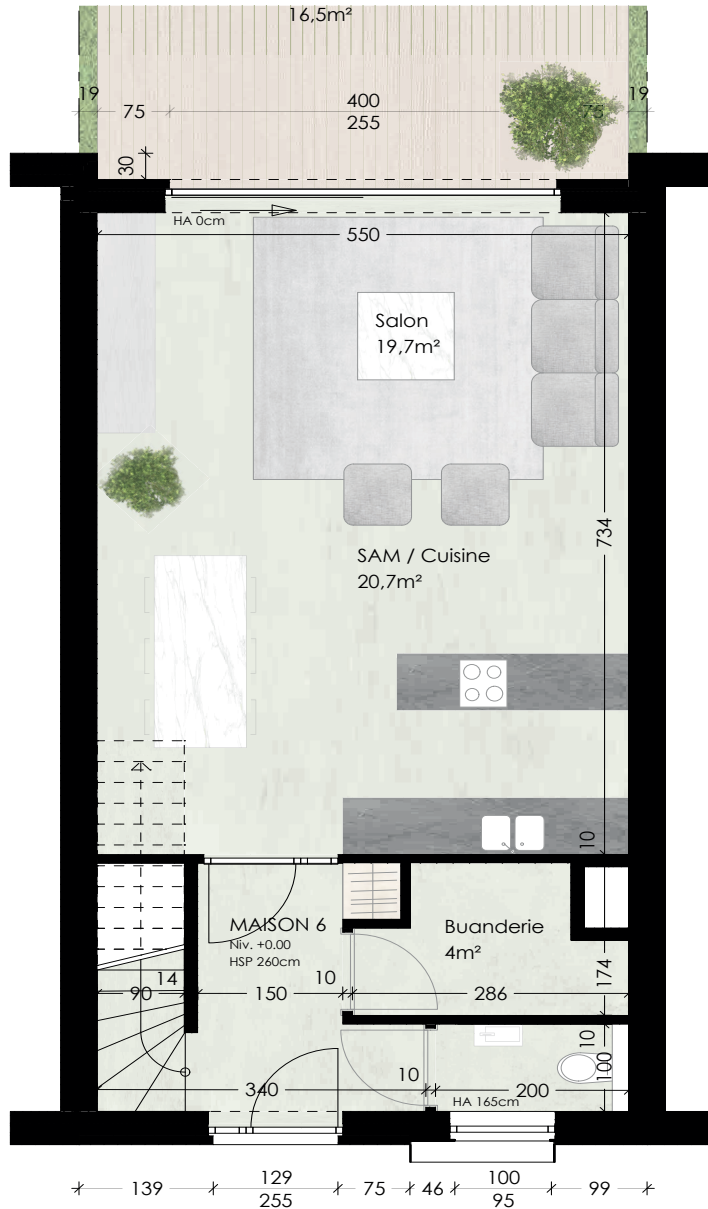 16,5m²
19
75
400
255
75
19
30
HA 0cm
550
Salon
19,7m²
734
SAM / Cuisine
20,7m²
10
MAISON 6
Niv. +0.00
HSP 260cm
Buanderie
4m²
14
90
150
10
286
174
10
100
340
10
200
HA 165cm
139
129
255
75
46
100
95
99